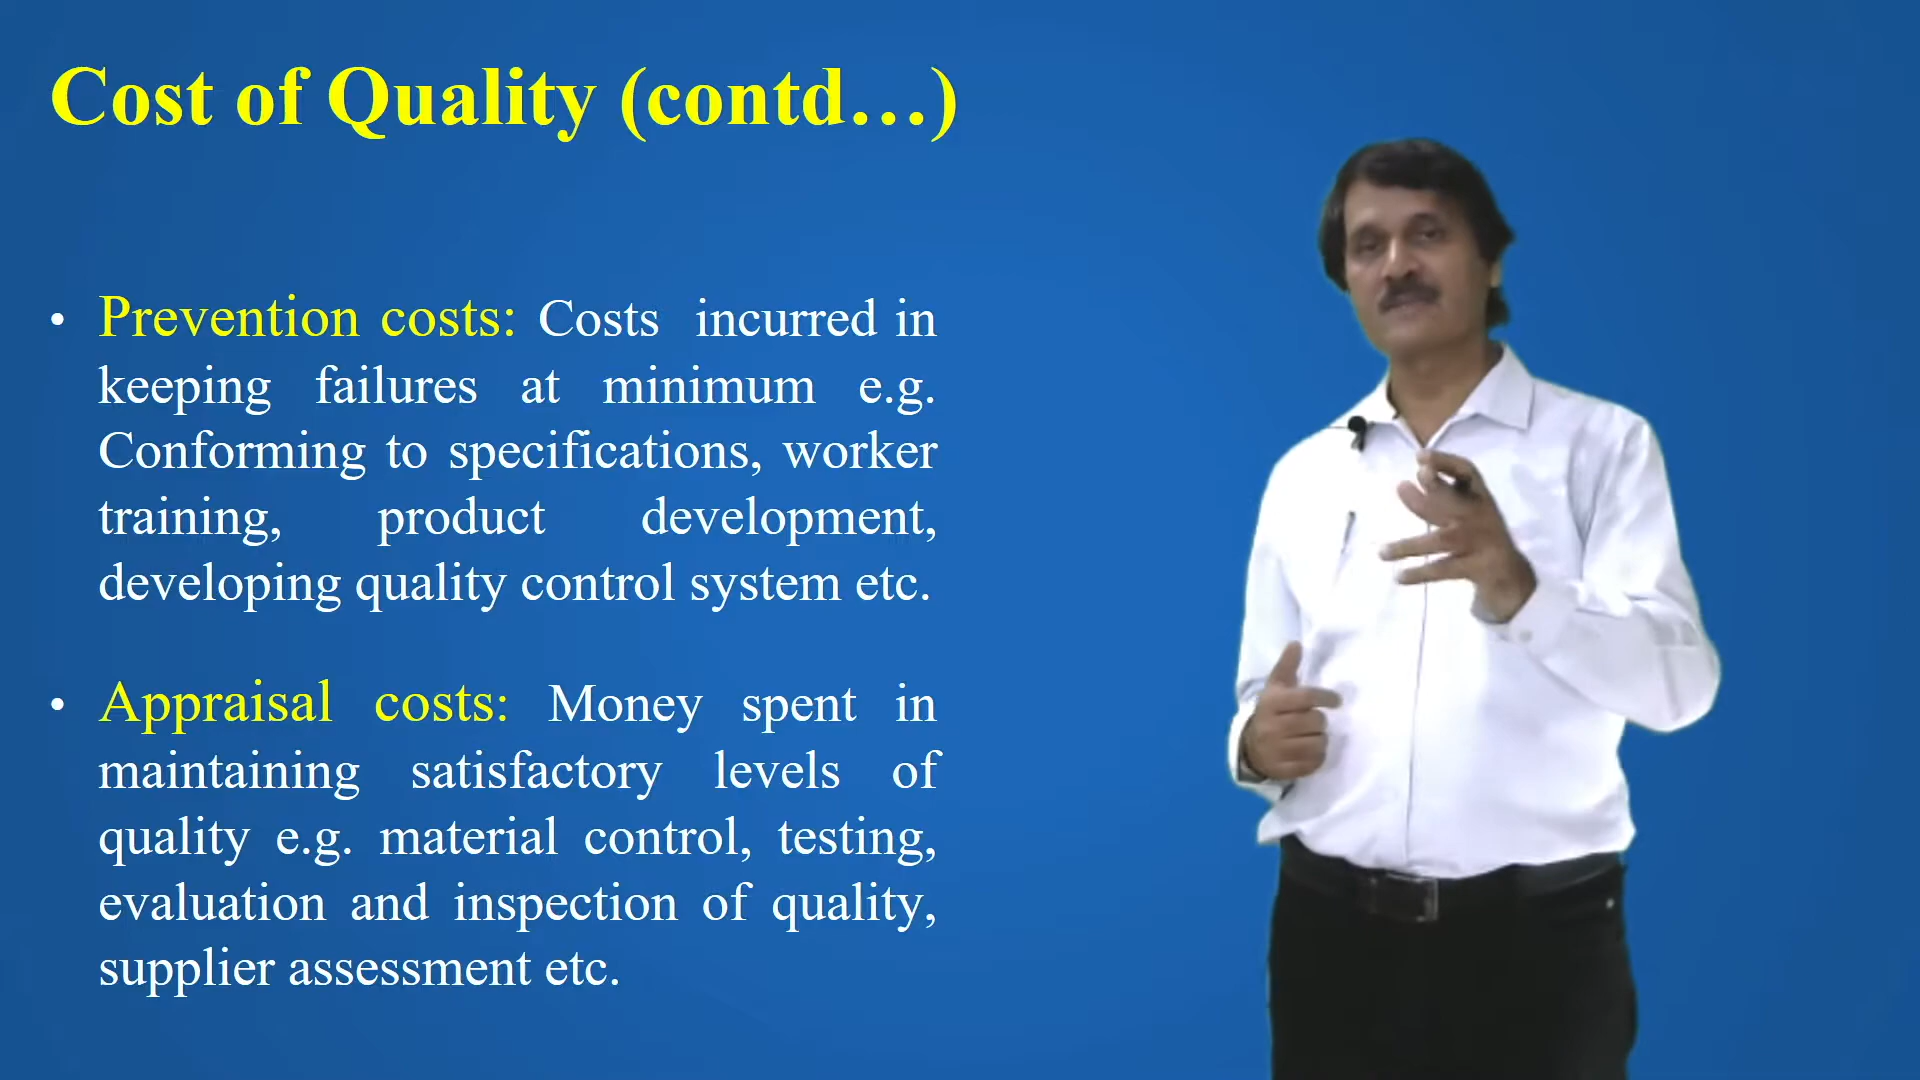 Cost of Quality (contd…)
• Prevention costs: Costs incurred in
keeping failures at minimum e.g.
Conforming to specifications, worker
training, product development,
developing quality control system etc.
• Appraisal costs: Money spent in
maintaining satisfactory levels of
quality e.g. material control, testing,
evaluation and inspection of quality,
supplier assessment etc.